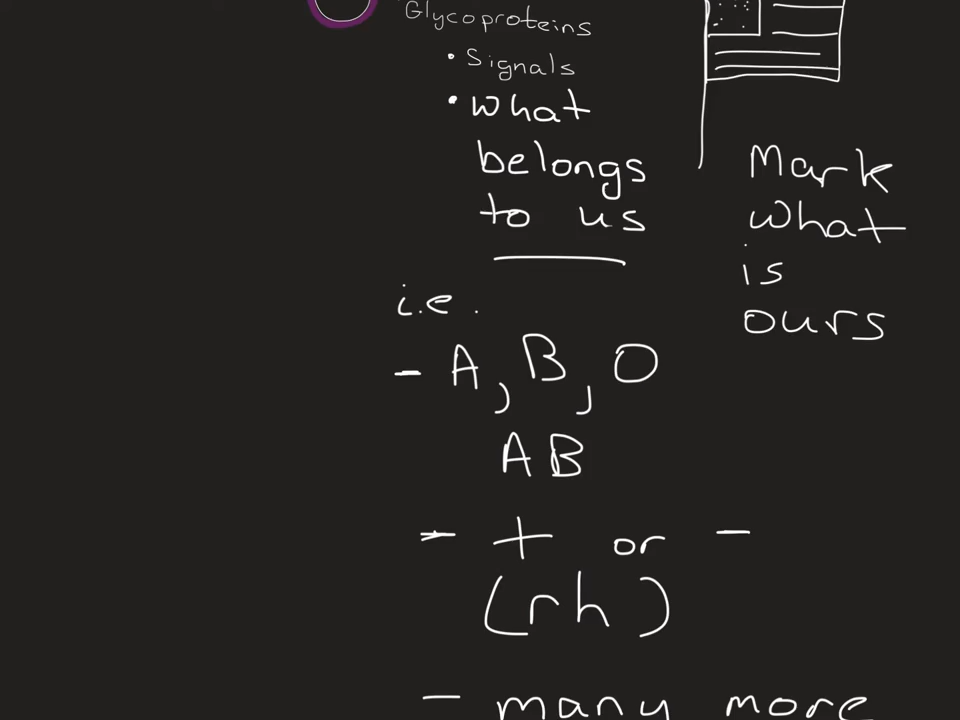 Glycoproteins
• Signals
• What
belongs
to us
Mark
what
is
ours
i.e.
- A, B, O
AB
- + or -
(rh)
- many more